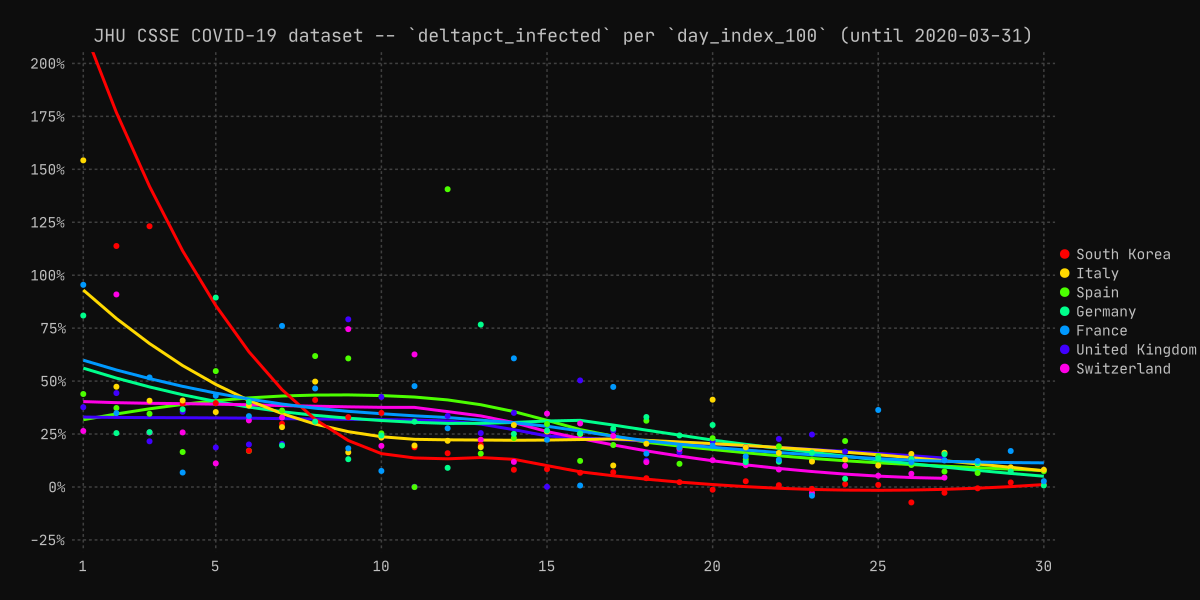 JHU CSSE COVID-19 dataset -- `deltapct_infected` per `day_index_100` (until 2020-03-31)
200%
175%
150%
125%
100%
75%
50%
25%
0%
-25%
1 5 10 15 20 25 30
South Korea
Italy
Spain
Germany
France
United Kingdom
Switzerland